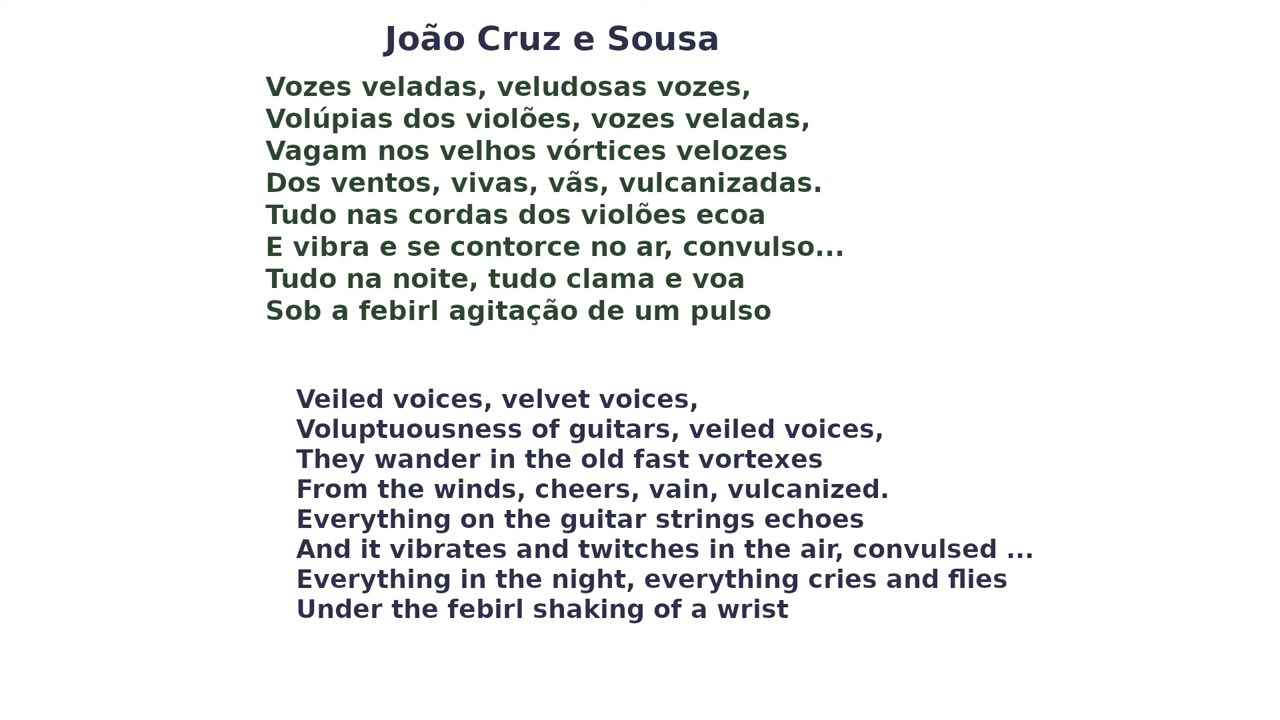 João Cruz e Sousa
Vozes veladas, veludosas vozes,
Volúpias dos violões, vozes veladas,
Vagam nos velhos vórtices velozes
Dos ventos, vivas, vãs, vulcanizadas.
Tudo nas cordas dos violões ecoa
E vibra e se contorce no ar, convulso...
Tudo na noite, tudo clama e voa
Sob a febirl agitação de um pulso
Veiled voices, velvet voices,
Voluptuousness of guitars, veiled voices,
They wander in the old fast vortexes
From the winds, cheers, vain, vulcanized.
Everything on the guitar strings echoes
And it vibrates and twitches in the air, convulsed ...
Everything in the night, everything cries and flies
Under the febirl shaking of a wrist